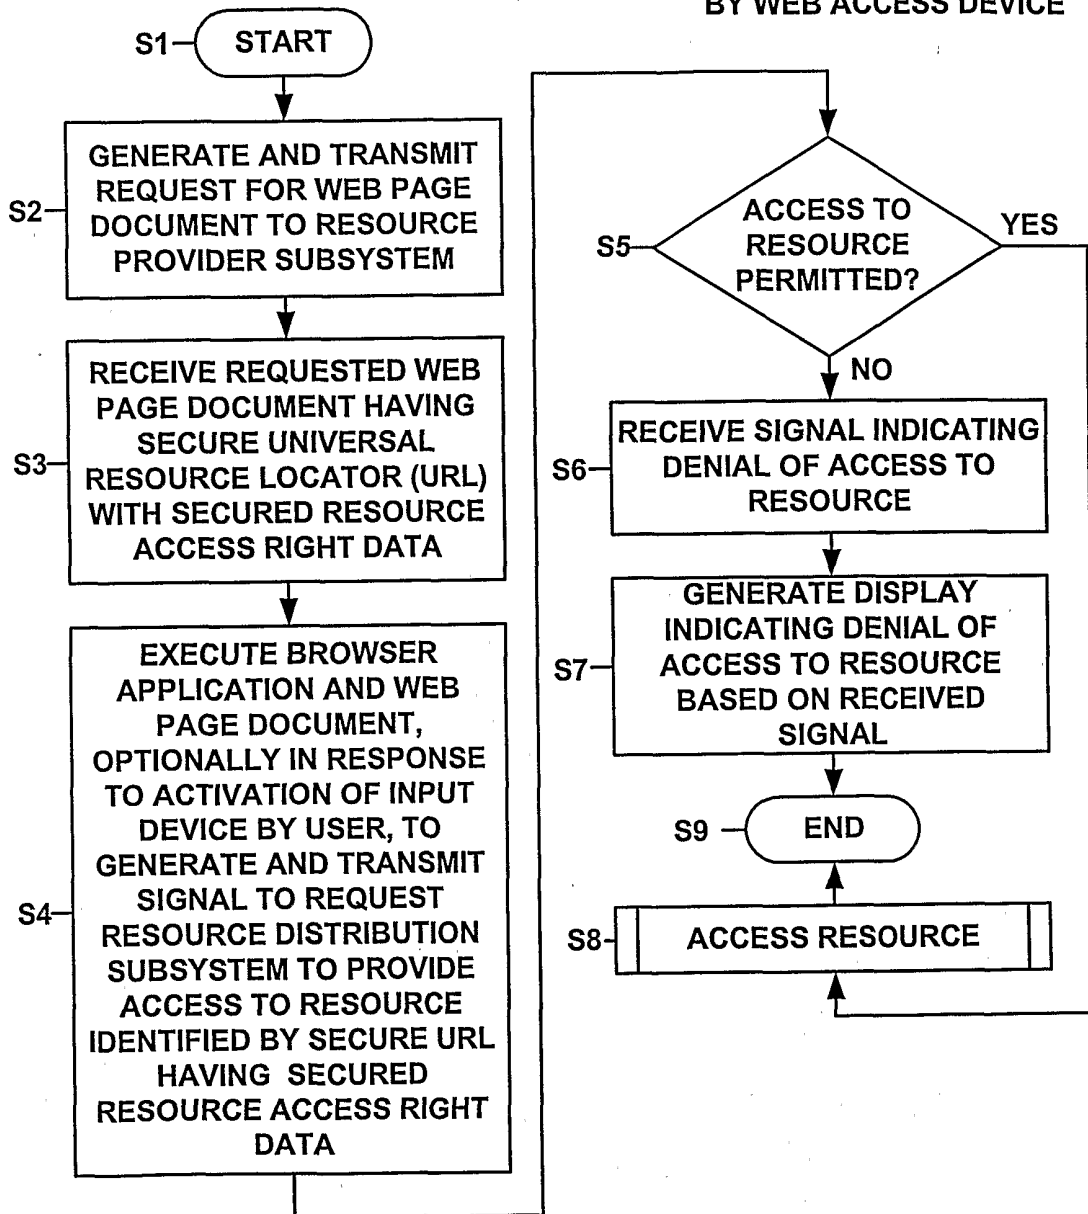 BY WEB ACCESS DEVICE
S1
START
S2
GENERATE AND TRANSMIT
REQUEST FOR WEB PAGE
DOCUMENT TO RESOURCE
PROVIDER SUBSYSTEM
S3
RECEIVE REQUESTED WEB
PAGE DOCUMENT HAVING
SECURE UNIVERSAL
RESOURCE LOCATOR (URL)
WITH SECURED RESOURCE
ACCESS RIGHT DATA
S4
EXECUTE BROWSER
APPLICATION AND WEB
PAGE DOCUMENT,
OPTIONALLY IN RESPONSE
TO ACTIVATION OF INPUT
DEVICE BY USER, TO
GENERATE AND TRANSMIT
SIGNAL TO REQUEST
RESOURCE DISTRIBUTION
SUBSYSTEM TO PROVIDE
ACCESS TO RESOURCE
IDENTIFIED BY SECURE URL
HAVING SECURED
RESOURCE ACCESS RIGHT
DATA
S5
ACCESS TO
RESOURCE
PERMITTED?
YES
NO
S6
RECEIVE SIGNAL INDICATING
DENIAL OF ACCESS TO
RESOURCE
S7
GENERATE DISPLAY
INDICATING DENIAL OF
ACCESS TO RESOURCE
BASED ON RECEIVED
SIGNAL
S9
END
S8
ACCESS RESOURCE